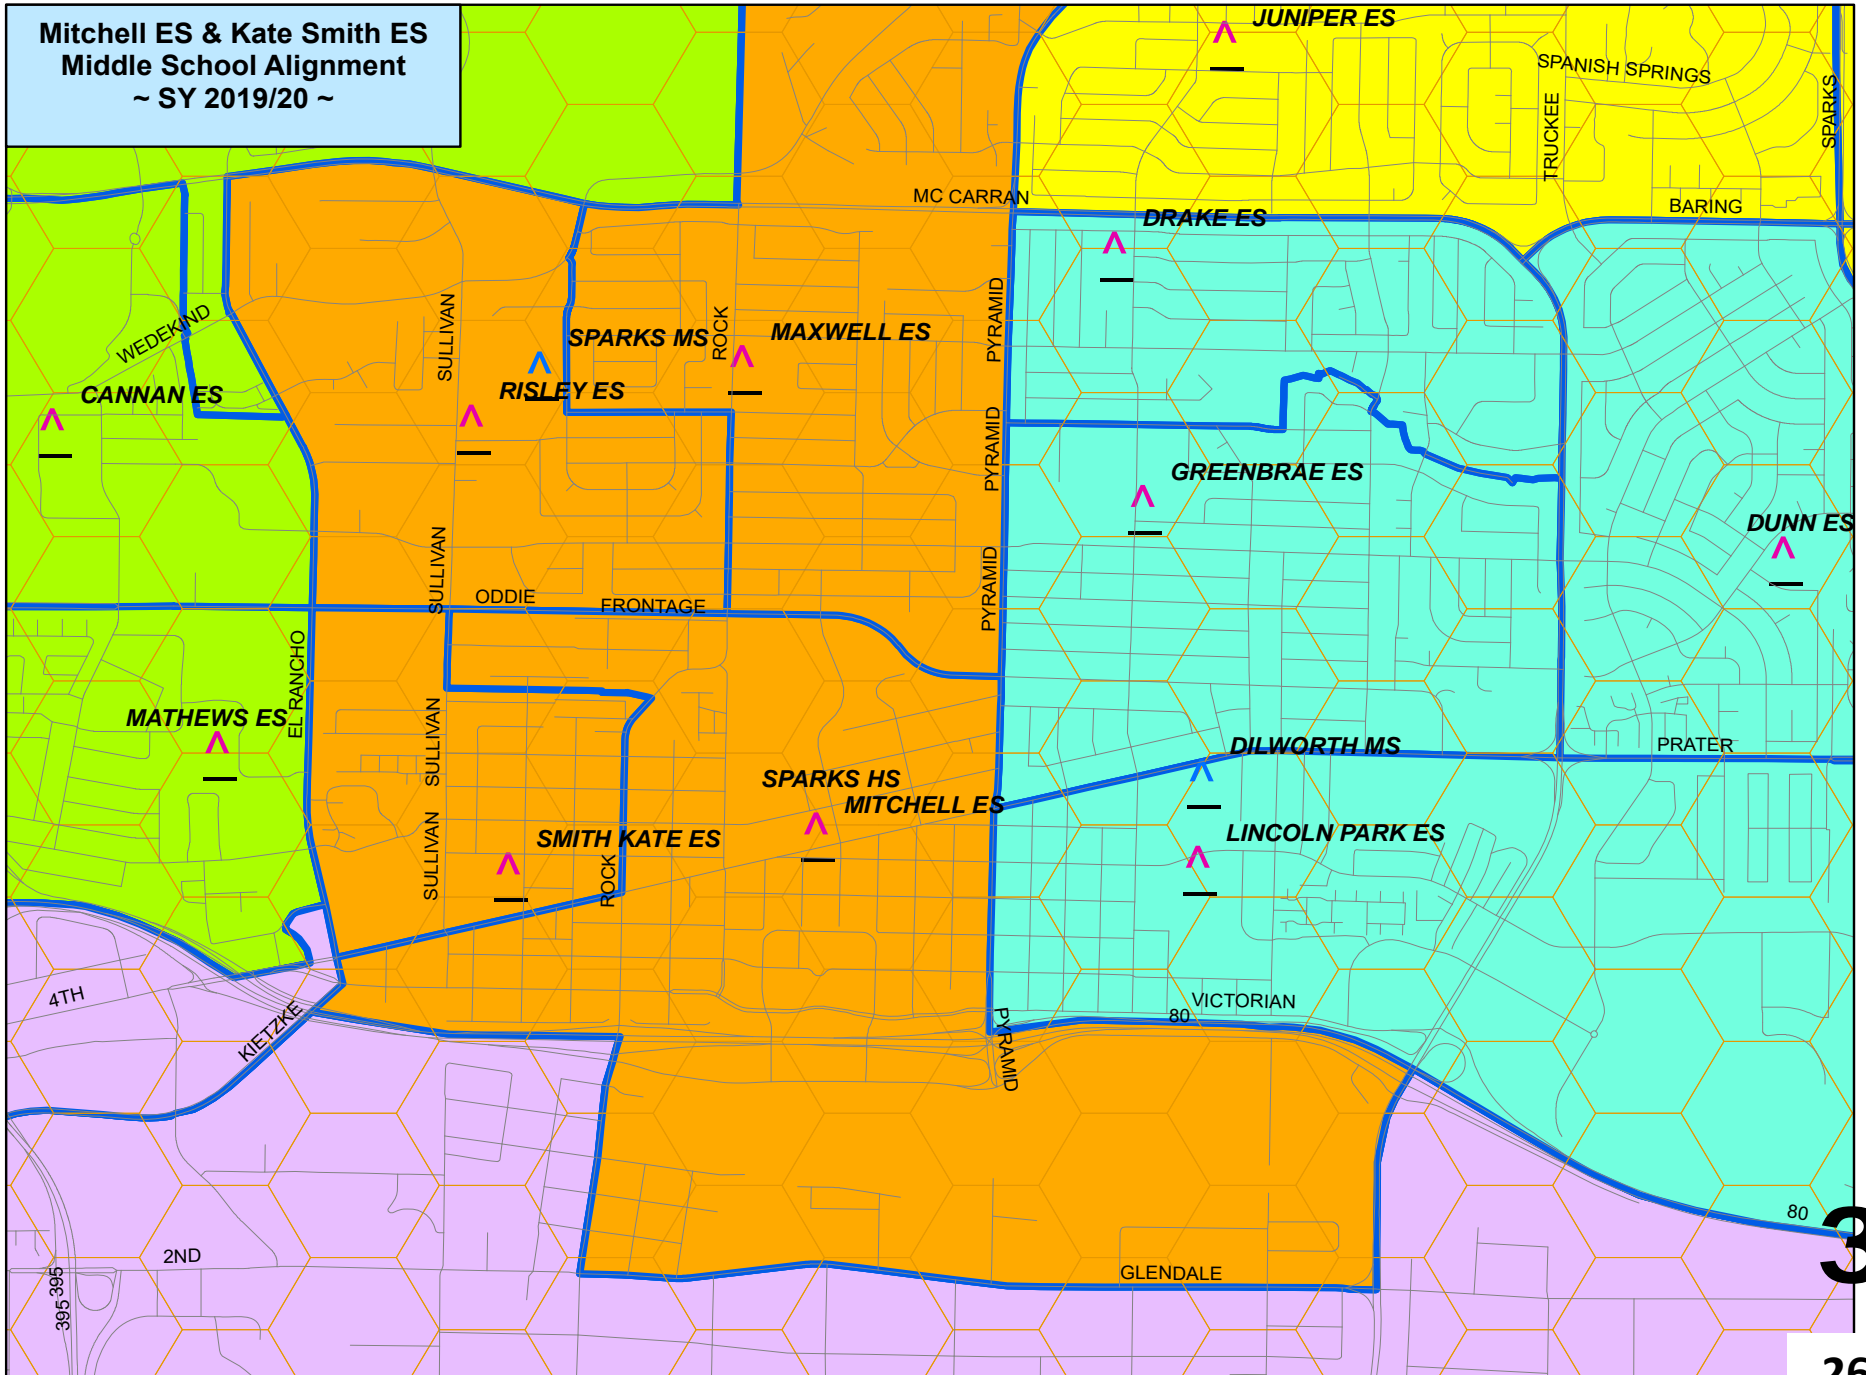 Mitchell ES & Kate Smith ES
Middle School Alignment
~ SY 2019/20 ~
JUNIPER ES
SPANISH SPRINGS
TRUCKEE
SPARKS
MC CARRAN
BARING
DRAKE ES
WEDEKIND
SULLIVAN
SPARKS MS
ROCK
MAXWELL ES
PYRAMID
CANNAN ES
RISLEY ES
PYRAMID
GREENBRAE ES
DUNN ES
SULLIVAN
ODDIE
FRONTAGE
PYRAMID
EL RANCHO
MATHEWS ES
SULLIVAN
DILWORTH MS
PRATER
SPARKS HS
MITCHELL ES
SULLIVAN
SMITH KATE ES
ROCK
LINCOLN PARK ES
4TH
KIETZKE
PYRAMID
VICTORIAN
80
80
3
2ND
395
395
GLENDALE
26